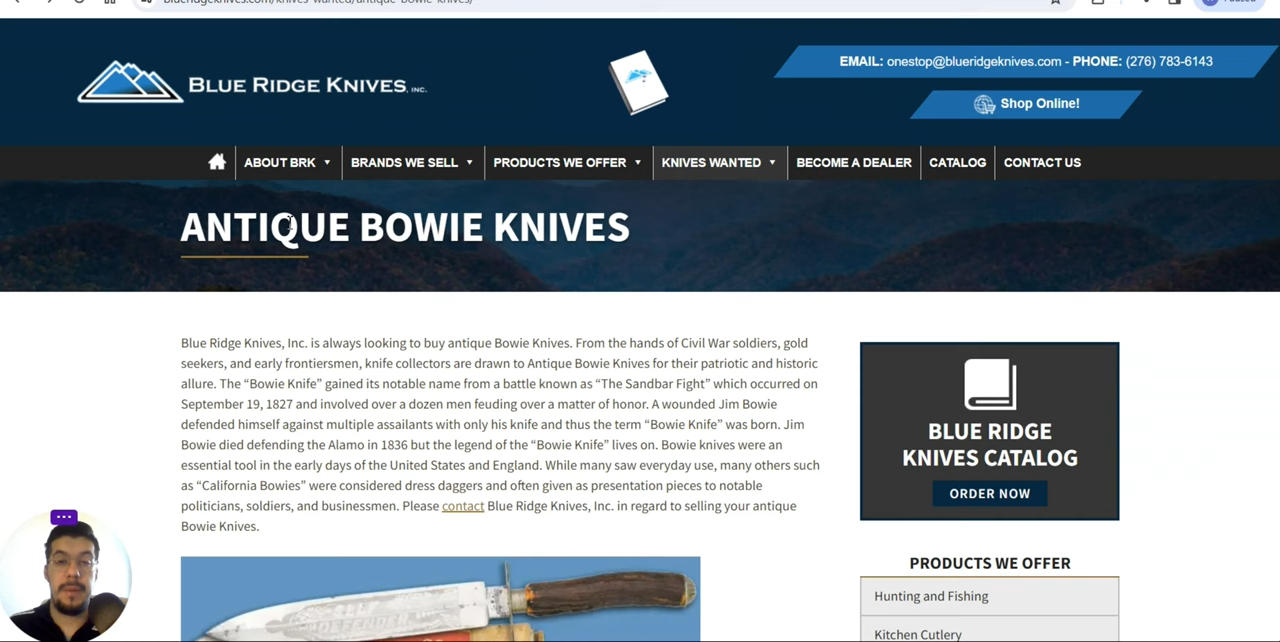 blueridgeknives.com/knives-wanted/antique-bowie-knives/
Paused
BLUE RIDGE KNIVES, INC.
EMAIL: onestop@blueridgeknives.com - PHONE: (276) 783-6143
Shop Online!
ABOUT BRK
BRANDS WE SELL
PRODUCTS WE OFFER
KNIVES WANTED
BECOME A DEALER
CATALOG
CONTACT US
ANTIQUE BOWIE KNIVES
Blue Ridge Knives, Inc. is always looking to buy antique Bowie Knives. From the hands of Civil War soldiers, gold
seekers, and early frontiersmen, knife collectors are drawn to Antique Bowie Knives for their patriotic and historic
allure. The “Bowie Knife” gained its notable name from a battle known as “The Sandbar Fight” which occurred on
September 19, 1827 and involved over a dozen men feuding over a matter of honor. A wounded Jim Bowie
defended himself against multiple assailants with only his knife and thus the term “Bowie Knife” was born. Jim
Bowie died defending the Alamo in 1836 but the legend of the “Bowie Knife” lives on. Bowie knives were an
essential tool in the early days of the United States and England. While many saw everyday use, many others such
as “California Bowies” were considered dress daggers and often given as presentation pieces to notable
politicians, soldiers, and businessmen. Please contact Blue Ridge Knives, Inc. in regard to selling your antique
Bowie Knives.
BLUE RIDGE
KNIVES CATALOG
ORDER NOW
PRODUCTS WE OFFER
Hunting and Fishing
Kitchen Cutlery